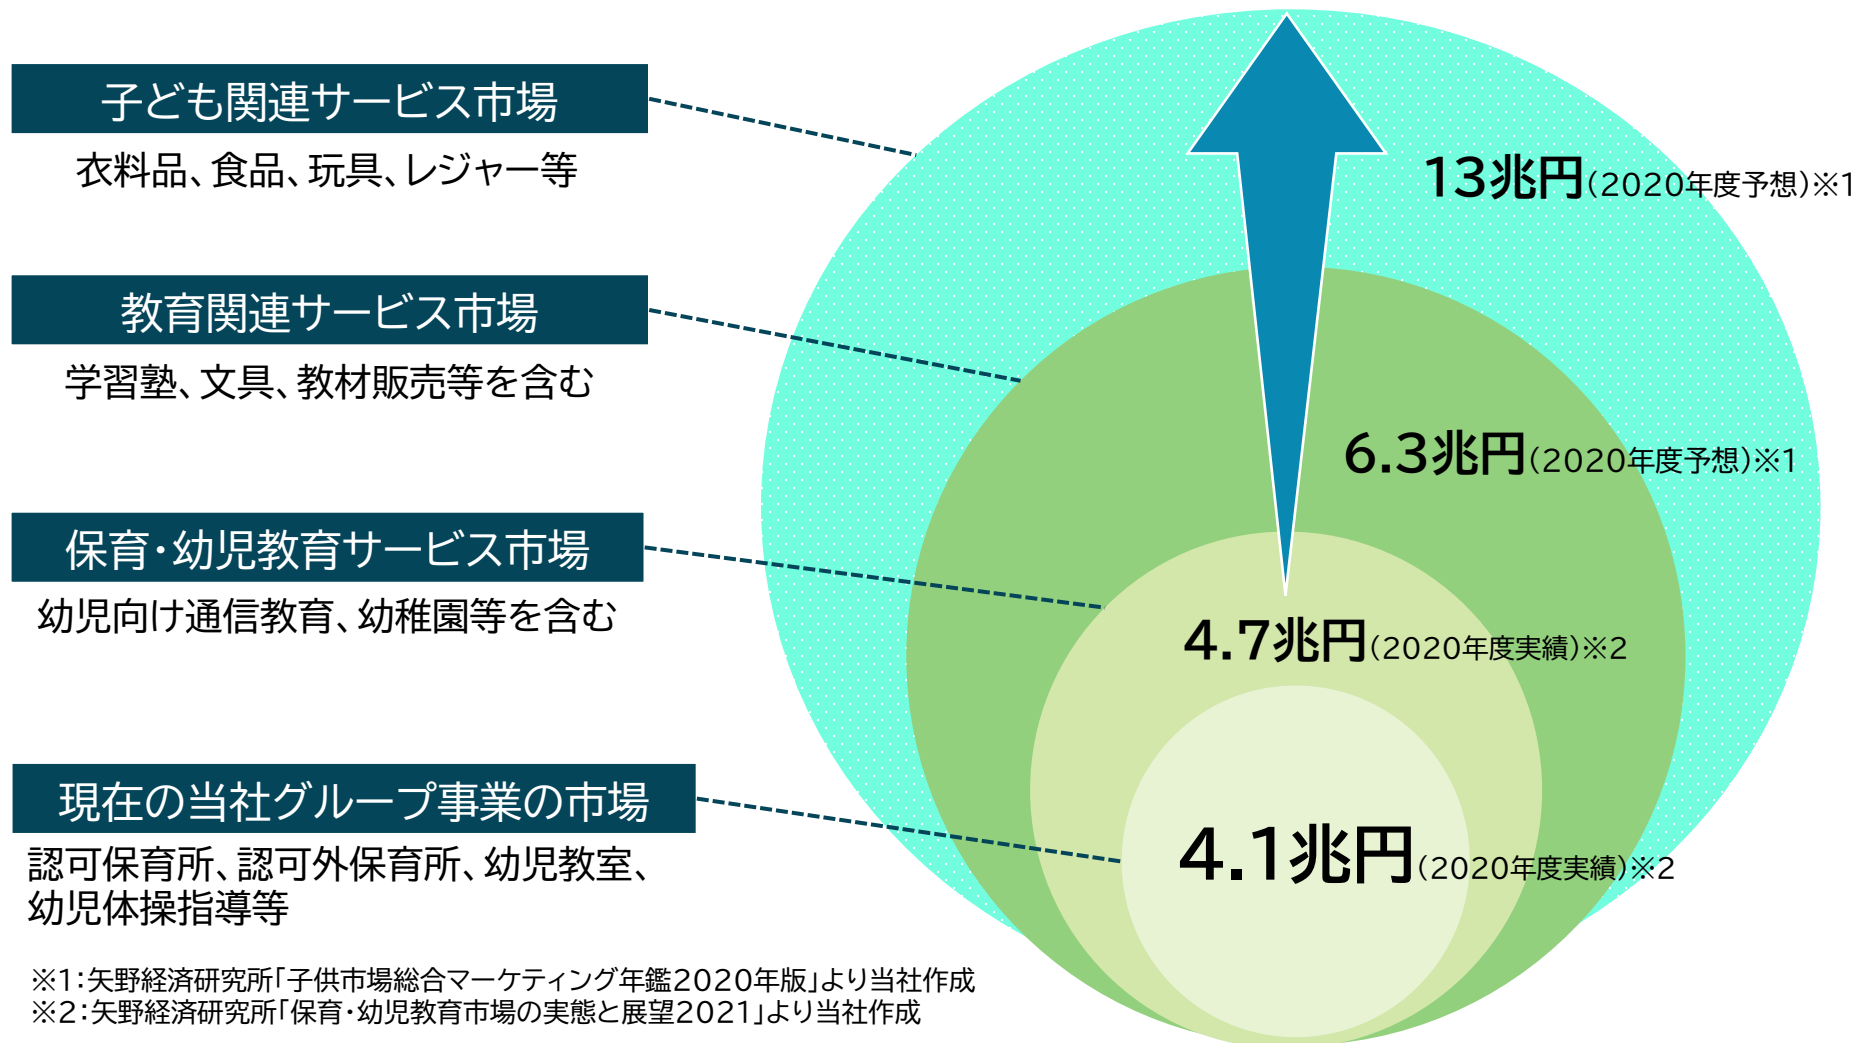 子ども関連サービス市場
衣料品、食品、玩具、レジャー等
13兆円(2020年度予想)※1
教育関連サービス市場
学習塾、文具、教材販売等を含む
6.3兆円(2020年度予想)※1
保育・幼児教育サービス市場
幼児向け通信教育、幼稚園等を含む
4.7兆円(2020年度実績)※2
現在の当社グループ事業の市場
認可保育所、認可外保育所、幼児教室、
幼児体操指導等
4.1兆円(2020年度実績)※2
※1:矢野経済研究所「子供市場総合マーケティング年鑑2020年版」より当社作成
※2:矢野経済研究所「保育・幼児教育市場の実態と展望2021」より当社作成